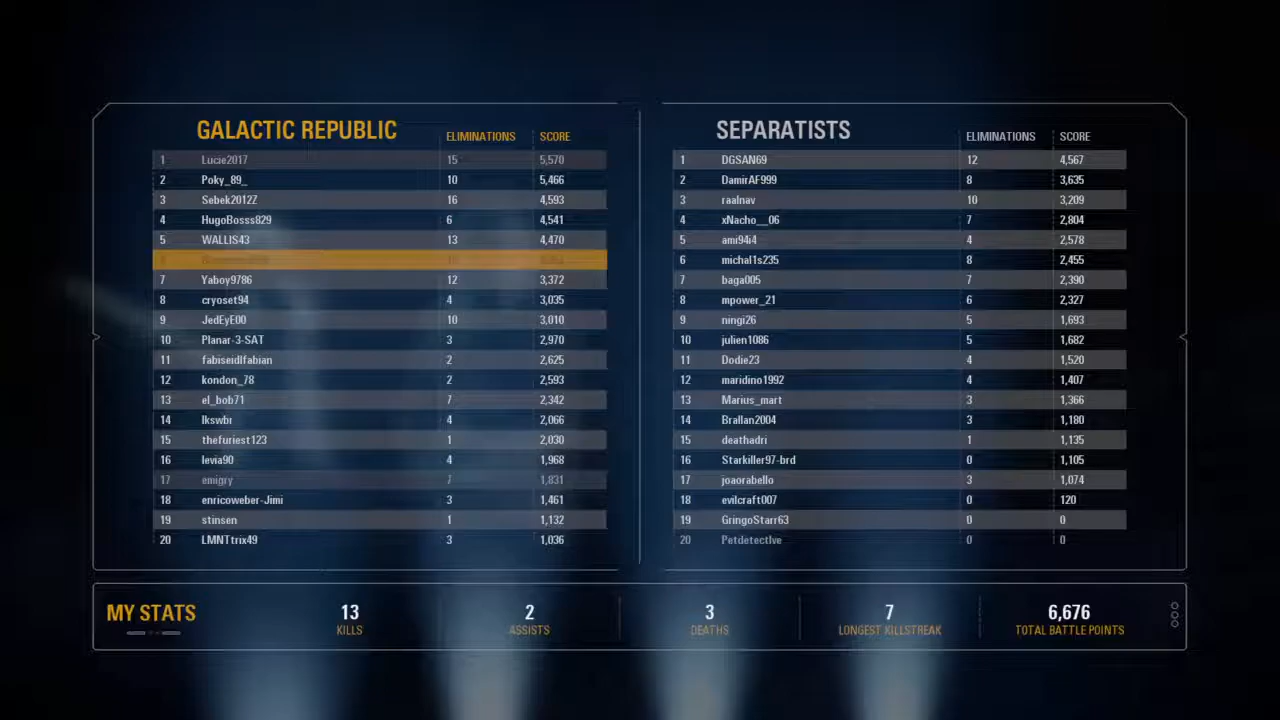 GALACTIC REPUBLIC ELIMINATIONS SCORE
1 Lucie2017 15 5,570
2 Poky_89_ 10 5,466
3 Sebek2012Z 16 4,593
4 HugoBosss829 6 4,541
5 WALLIS43 13 4,470
7 Yaboy9786 12 3,372
8 cryoset94 4 3,035
9 JedEyE00 10 3,010
10 Planar-3-SAT 3 2,970
11 fabiseidlfabian 2 2,625
12 kondon_78 2 2,593
13 el_bob71 7 2,342
14 lkswbr 4 2,066
15 thefuriest123 1 2,030
16 levia90 4 1,968
17 emigry 7 1,831
18 enricoweber-Jimi 3 1,461
19 stinsen 1 1,132
20 LMNTtrix49 3 1,036
SEPARATISTS ELIMINATIONS SCORE
1 DGSAN69 12 4,567
2 DamirAF999 8 3,635
3 raalnav 10 3,209
4 xNacho__06 7 2,804
5 ami94i4 4 2,578
6 michal1s235 8 2,455
7 baga005 7 2,390
8 mpower_21 6 2,327
9 ningi26 5 1,693
10 julien1086 5 1,682
11 Dodie23 4 1,520
12 maridino1992 4 1,407
13 Marius_mart 3 1,366
14 Brallan2004 3 1,180
15 deathadri 1 1,135
16 Starkiller97-brd 0 1,105
17 joaorabello 3 1,074
18 evilcraft007 0 120
19 GringoStarr63 0 0
20 Petdetectlve 0 0
MY STATS
13 2 3 7 6,676
KILLS ASSISTS DEATHS LONGEST KILLSTREAK TOTAL BATTLE POINTS